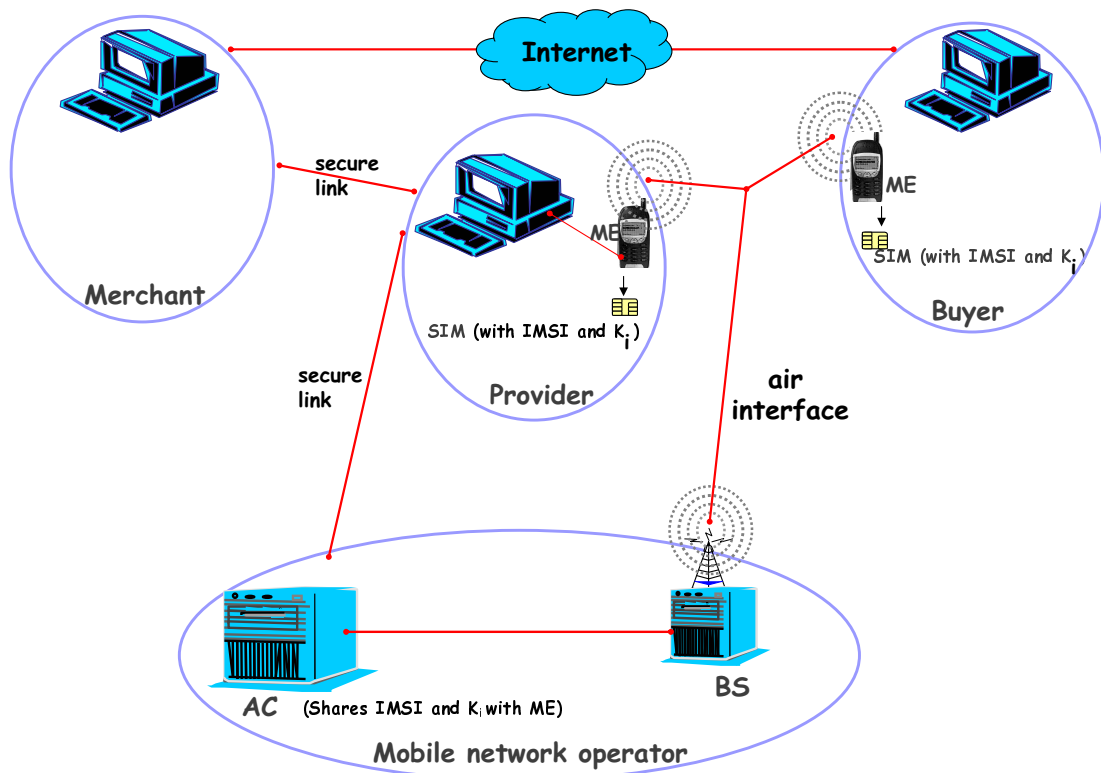 Internet
secure
link
ME
ME
SIM (with IMSI and Ki)
Merchant
Buyer
SIM (with IMSI and Ki)
secure
link
Provider
air
interface
BS
AC (Shares IMSI and Ki with ME)
Mobile network operator